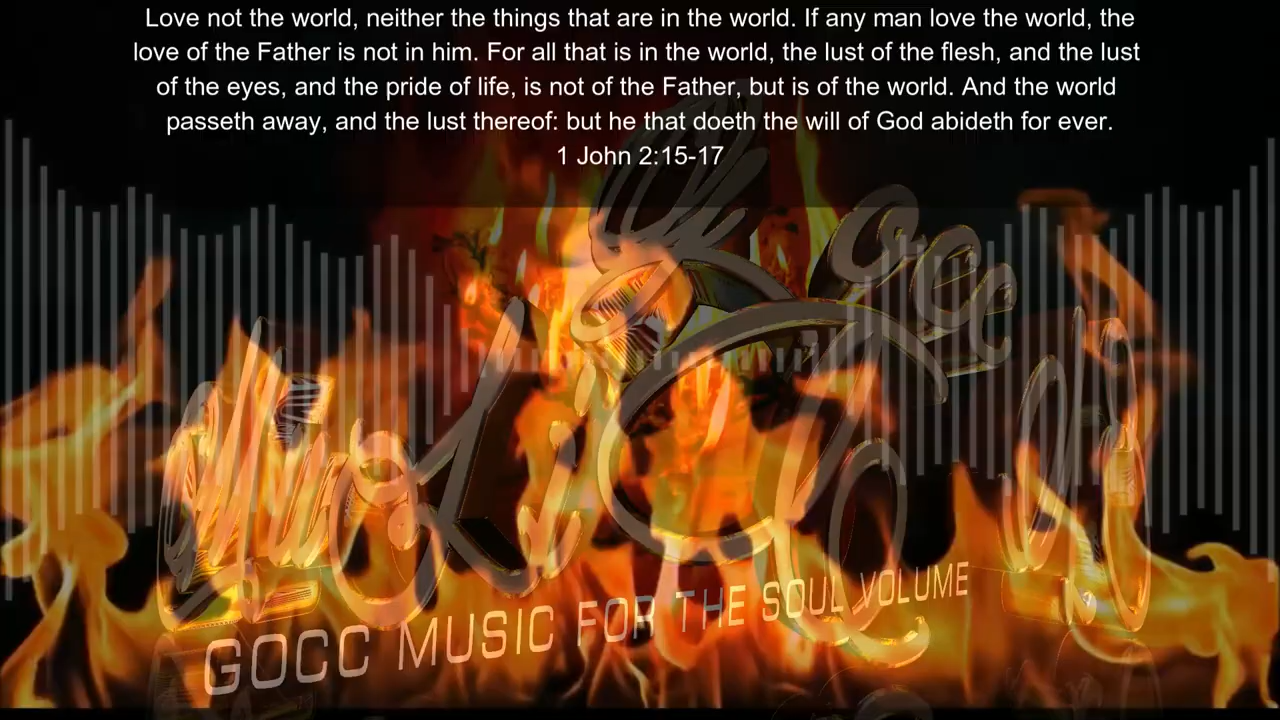 Love not the world, neither the things that are in the world. If any man love the world, the
love of the Father is not in him. For all that is in the world, the lust of the flesh, and the lust
of the eyes, and the pride of life, is not of the Father, but is of the world. And the world
passeth away, and the lust thereof: but he that doeth the will of God abideth for ever.
1 John 2:15-17
Gocc
GOCC MUSIC FOR THE SOUL VOLUME